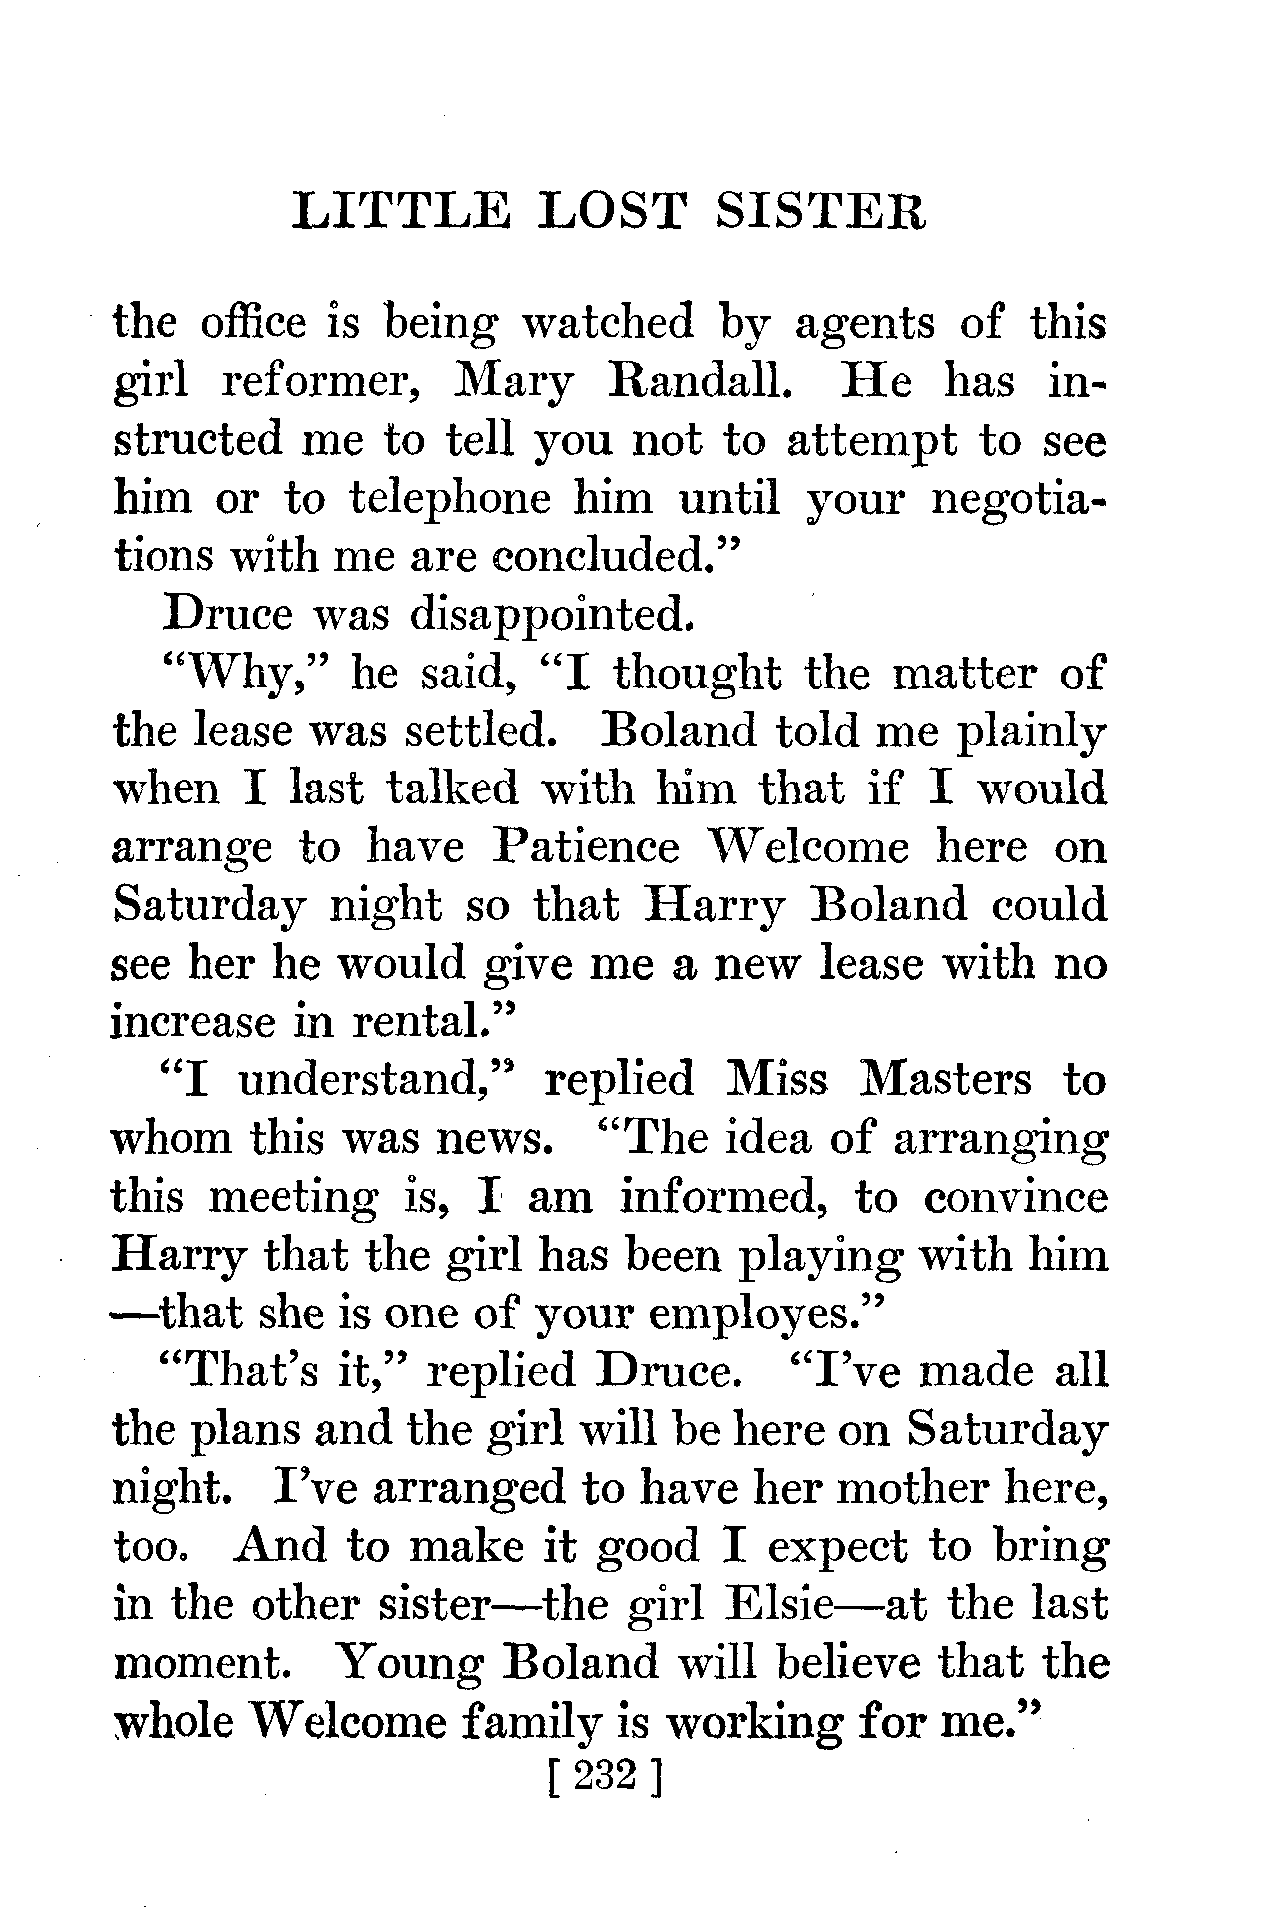 LITTLE LOST SISTER
the office is being watched by agents of this
girl reformer, Mary Randall. He has in-
structed me to tell you not to attempt to see
him or to telephone him until your negotia-
tions with me are concluded.”
Druce was disappointed.
“Why,” he said, “I thought the matter of
the lease was settled. Boland told me plainly
when I last talked with him that if I would
arrange to have Patience Welcome here on
Saturday night so that Harry Boland could
see her he would give me a new lease with no
increase in rental.”
“I understand,” replied Miss Masters to
whom this was news. “The idea of arranging
this meeting is, I am informed, to convince
Harry that the girl has been playing with him
—that she is one of your employes.”
“That’s it,” replied Druce. “I’ve made all
the plans and the girl will be here on Saturday
night. I’ve arranged to have her mother here,
too. And to make it good I expect to bring
in the other sister—the girl Elsie—at the last
moment. Young Boland will believe that the
whole Welcome family is working for me.”
[ 232 ]